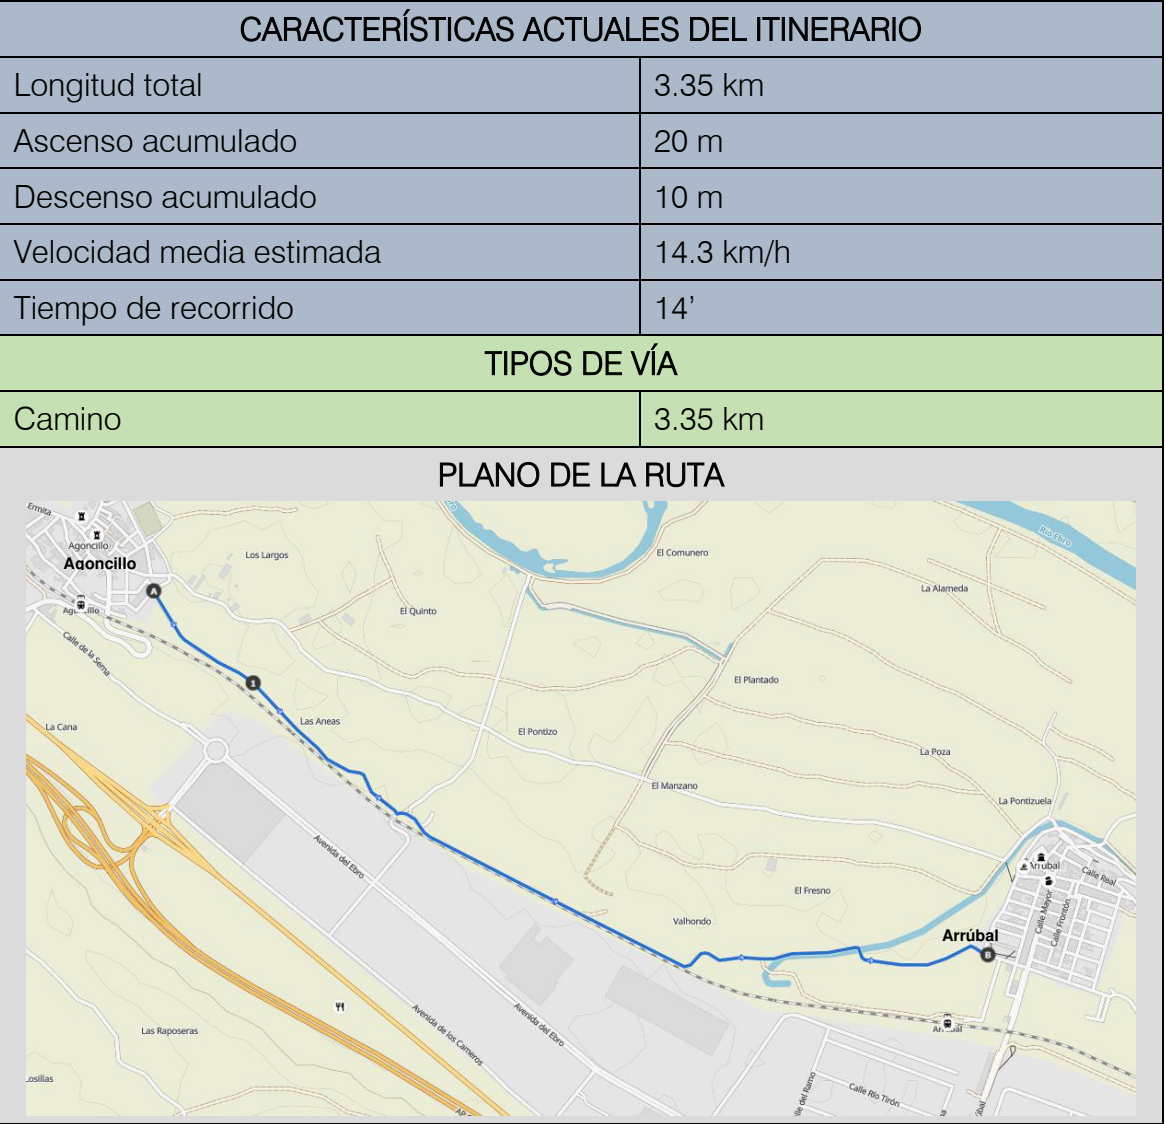 CARACTERÍSTICAS ACTUALES DEL ITINERARIO
Longitud total 3.35 km
Ascenso acumulado 20 m
Descenso acumulado 10 m
Velocidad media estimada 14.3 km/h
Tiempo de recorrido 14’
TIPOS DE VÍA
Camino 3.35 km
PLANO DE LA RUTA
Ermita
Agoncillo
Agoncillo
A
Los Largos
El Comunero
Río Ebro
La Alameda
El Quinto
Calle de la Serna
1
El Plantado
La Cana
Las Aneas
El Pontizo
La Poza
El Manzano
La Pontizuela
Avenida del Ebro
Calle Real
Calle Mayor
Calle Frontón
El Fresno
Valhondo
Arrúbal
B
Avenida del Ebro
Avenida de los Cameros
Las Raposeras
Calle Río Tirón